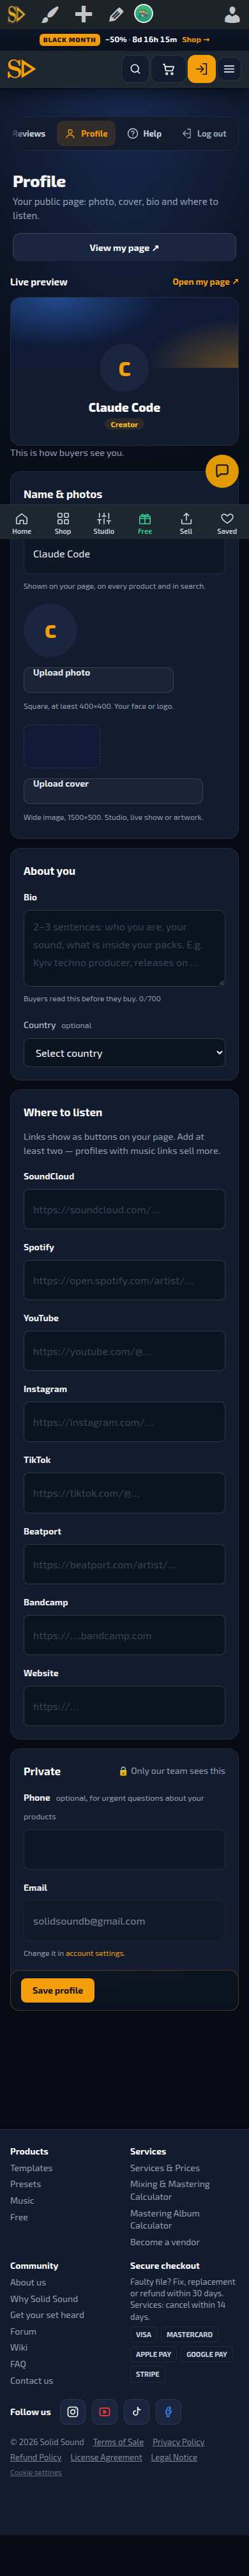 BLACK MONTH −50% · 8d 16h 15m Shop →
Reviews Profile Help Log out
Profile
Your public page: photo, cover, bio and where to
listen.
View my page ↗
Live preview Open my page ↗
C
Claude Code
Creator
This is how buyers see you.
Name & photos
Home Shop Studio Free Sell Saved
Claude Code
Shown on your page, on every product and in search.
C
Upload photo
Square, at least 400×400. Your face or logo.
Upload cover
Wide image, 1500×500. Studio, live show or artwork.
About you
Bio
2–3 sentences: who you are, your
sound, what is inside your packs. E.g.
Kyiv techno producer, releases on …
Buyers read this before they buy. 0/700
Country optional
Select country
Where to listen
Links show as buttons on your page. Add at
least two — profiles with music links sell more.
SoundCloud
https://soundcloud.com/…
Spotify
https://open.spotify.com/artist/…
YouTube
https://youtube.com/@…
Instagram
https://instagram.com/…
TikTok
https://tiktok.com/@…
Beatport
https://beatport.com/artist/…
Bandcamp
https://….bandcamp.com
Website
https://…
Private 🔒 Only our team sees this
Phone optional, for urgent questions about your
products
Email
solidsoundb@gmail.com
Change it in account settings.
Save profile
Products Services
Templates Services & Prices
Presets Mixing & Mastering
Music Calculator
Free Mastering Album
Calculator
Become a vendor
Community Secure checkout
About us Faulty file? Fix, replacement
Why Solid Sound or refund within 30 days.
Get your set heard Services: cancel within 14
Forum days.
Wiki VISA MASTERCARD
FAQ APPLE PAY GOOGLE PAY
Contact us STRIPE
Follow us
© 2026 Solid Sound Terms of Sale Privacy Policy
Refund Policy License Agreement Legal Notice
Cookie settings